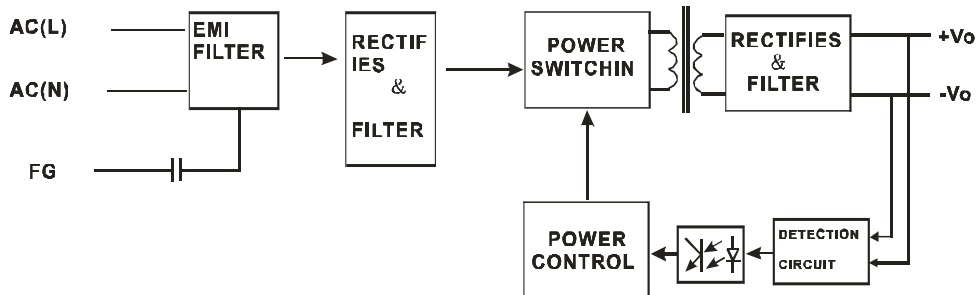 AC(L)
AC(N)
FG
EMI
FILTER
RECTIF
IES
&
FILTER
POWER
SWITCHIN
RECTIFIES
&
FILTER
+Vo
-Vo
POWER
CONTROL
DETECTION
CIRCUIT